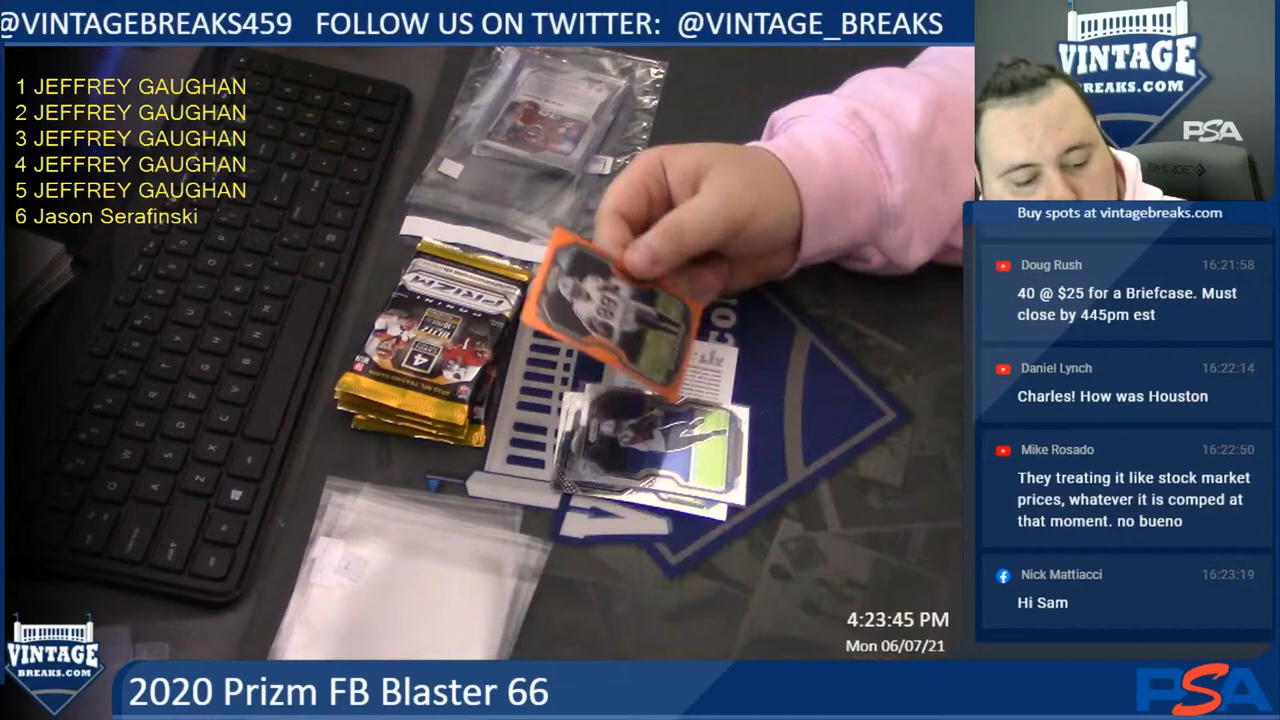 @VINTAGEBREAKS459 FOLLOW US ON TWITTER: @VINTAGE_BREAKS
1 JEFFREY GAUGHAN
2 JEFFREY GAUGHAN
3 JEFFREY GAUGHAN
4 JEFFREY GAUGHAN
5 JEFFREY GAUGHAN
6 Jason Serafinski
VINTAGE
BREAKS.COM
PSA
Buy spots at vintagebreaks.com
Doug Rush 16:21:58
40 @ $25 for a Briefcase. Must
close by 445pm est
Daniel Lynch 16:22:14
Charles! How was Houston
Mike Rosado 16:22:50
They treating it like stock market
prices, whatever it is comped at
that moment. no bueno
Nick Mattiacci 16:23:19
Hi Sam
PANINI
PRIZM
4
4:23:45 PM
Mon 06/07/21
VINTAGE
BREAKS.COM
2020 Prizm FB Blaster 66
PSA